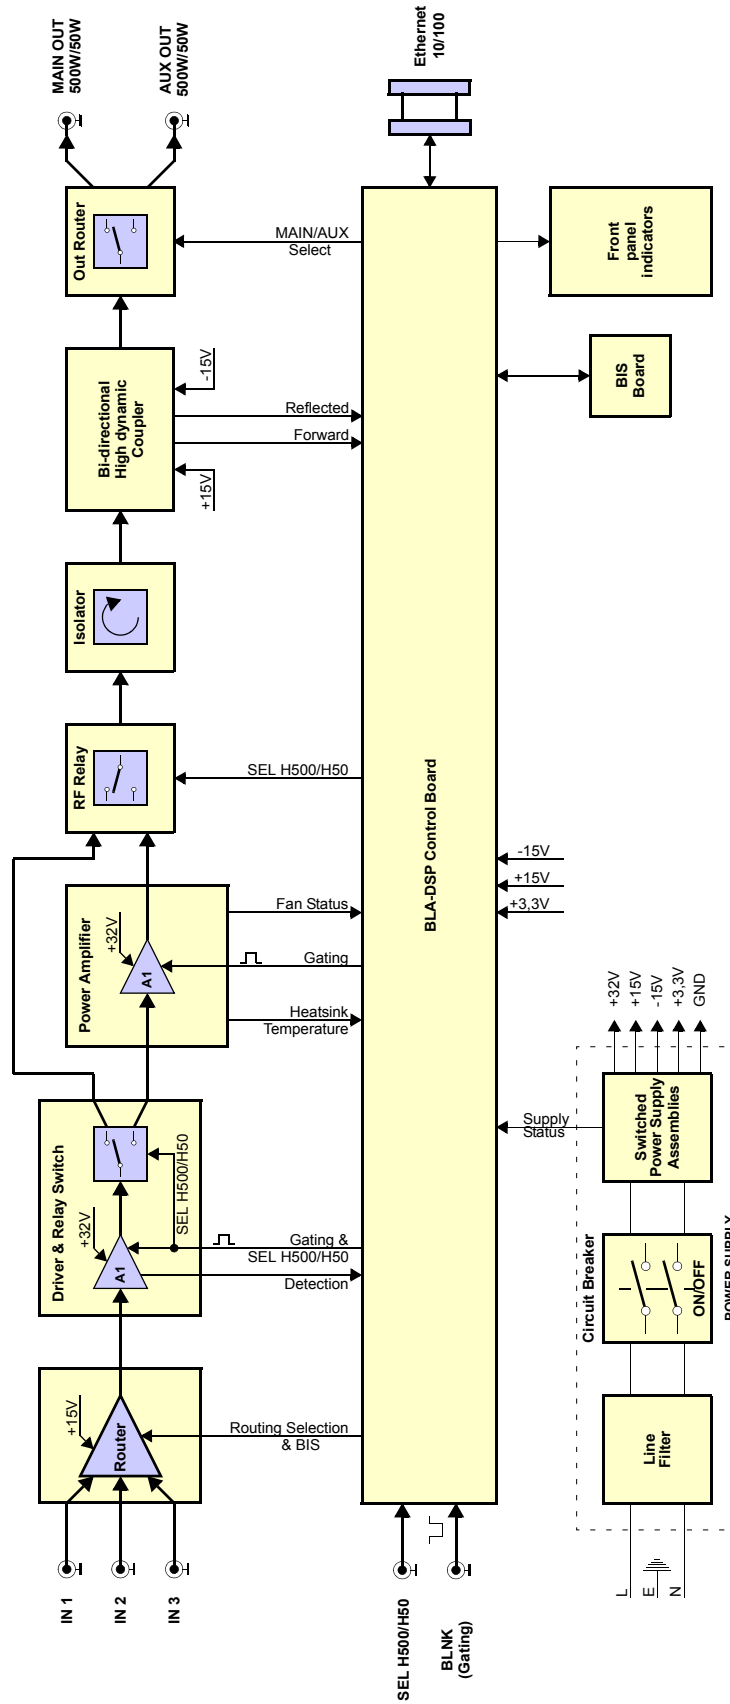 MAIN OUT
500W/50W
AUX OUT
500W/50W
Ethernet
10/100
Out Router
MAIN/AUX
Select
Front
panel
indicators
Bi-directional
High dynamic
Coupler
-15V
Reflected
Forward
+15V
BIS
Board
Isolator
RF Relay
SEL H500/H50
BLA-DSP Control Board
-15V
+15V
+3,3V
Power Amplifier
+32V
A1
Fan Status
Gating
Heatsink
Temperature
Driver & Relay Switch
+32V
A1
SEL H500/H50
Gating &
SEL H500/H50
Detection
Supply
Status
+32V
+15V
-15V
+3,3V
GND
Switched
Power Supply
Assemblies
Circuit Breaker
ON/OFF
POWER SUPPLY
Line
Filter
L
E
N
+15V
Router
Routing Selection
& BIS
IN 1
IN 2
IN 3
SEL H500/H50
BLNK
(Gating)